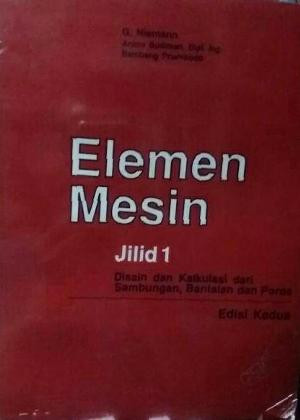 G. Niemann
Anton Budiman, Dipl. Ing.
Bambang Priambodo
Elemen
Mesin
Jilid 1
Disain dan Kalkulasi dari
Sambungan, Bantalan dan Poros
Edisi Kedua